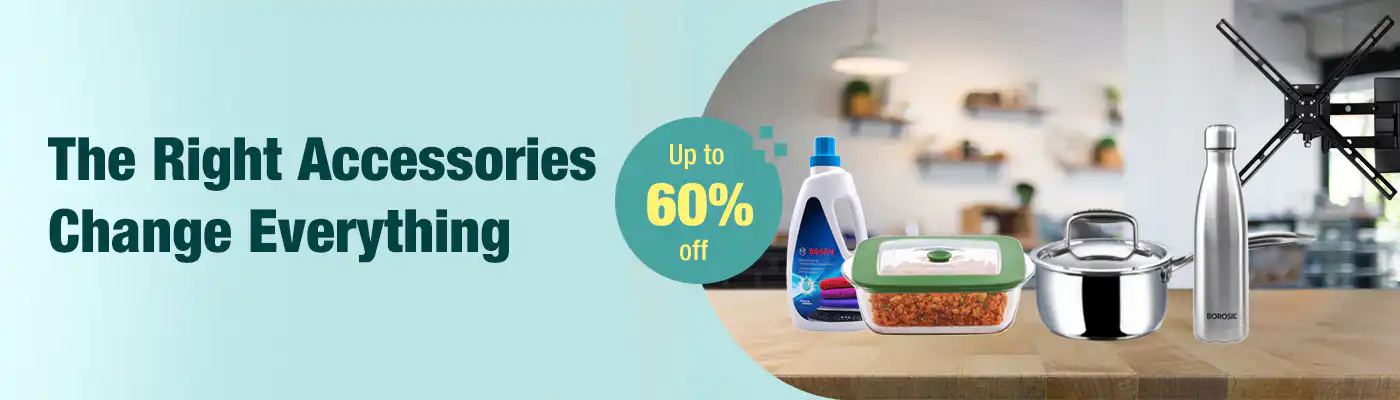 The Right Accessories
Change Everything
Up to
60%
off
BOSCH
BOROSIL